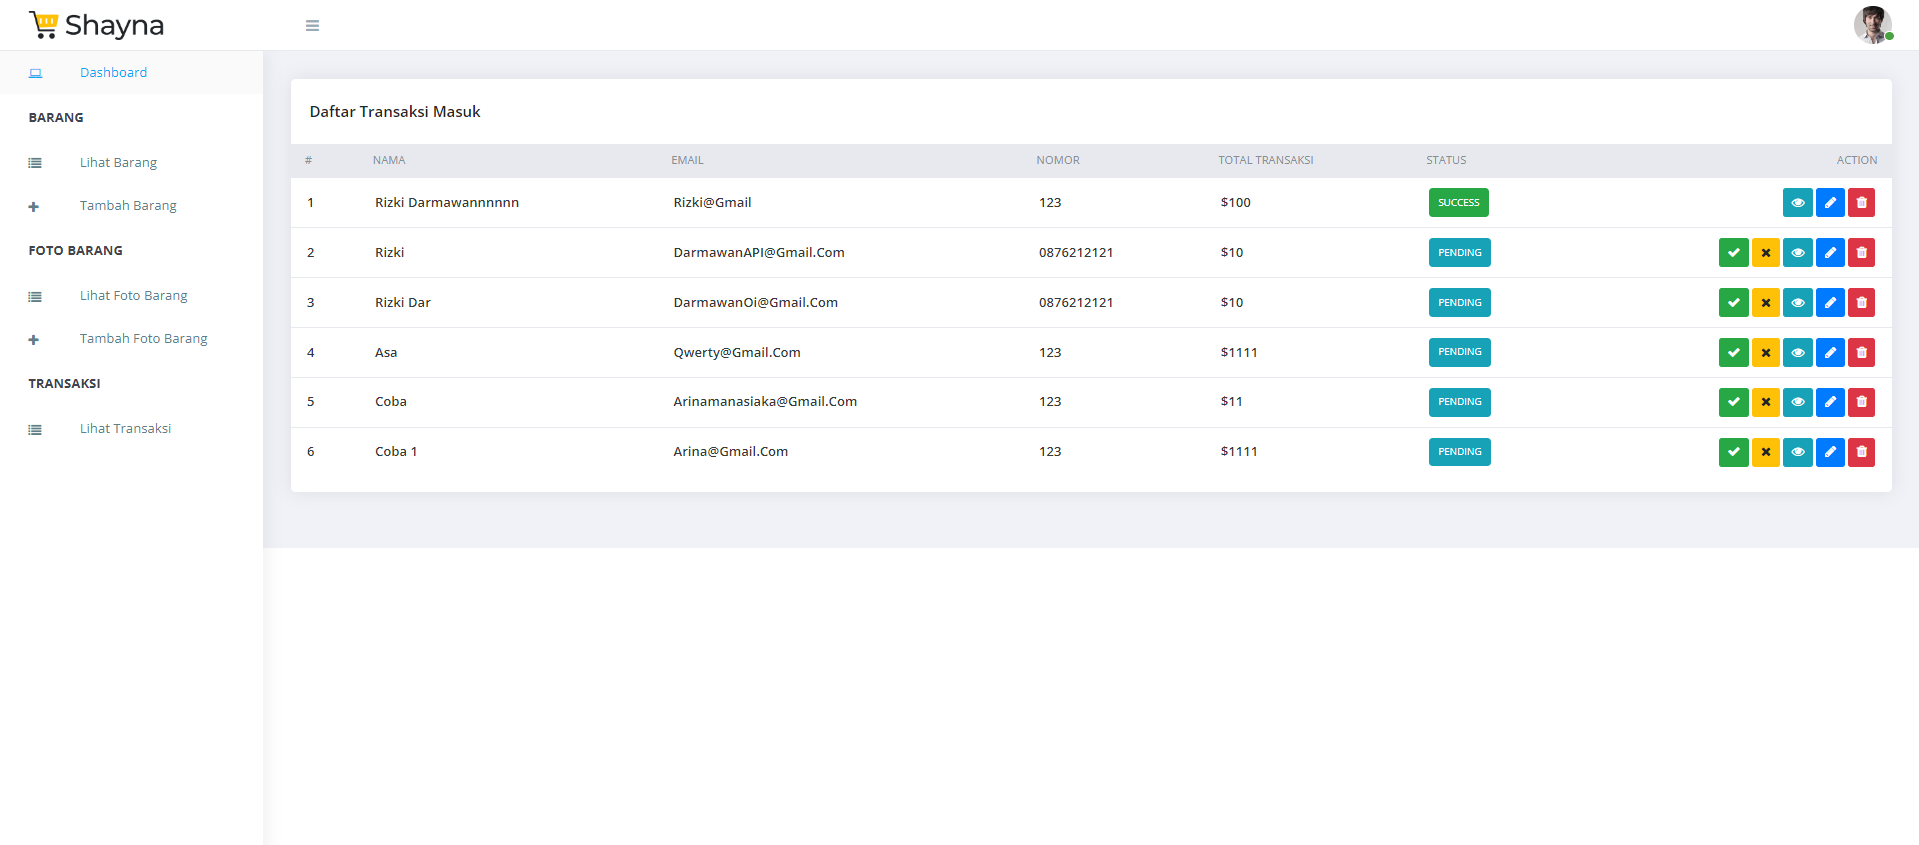 Shayna
Dashboard
BARANG
Lihat Barang
Tambah Barang
FOTO BARANG
Lihat Foto Barang
Tambah Foto Barang
TRANSAKSI
Lihat Transaksi
Daftar Transaksi Masuk
# NAMA EMAIL NOMOR TOTAL TRANSAKSI STATUS ACTION
1 Rizki Darmawannnnnn Rizki@Gmail 123 $100 SUCCESS
2 Rizki DarmawanAPI@Gmail.Com 0876212121 $10 PENDING
3 Rizki Dar DarmawanOi@Gmail.Com 0876212121 $10 PENDING
4 Asa Qwerty@Gmail.Com 123 $1111 PENDING
5 Coba Arinamanasiaka@Gmail.Com 123 $11 PENDING
6 Coba 1 Arina@Gmail.Com 123 $1111 PENDING